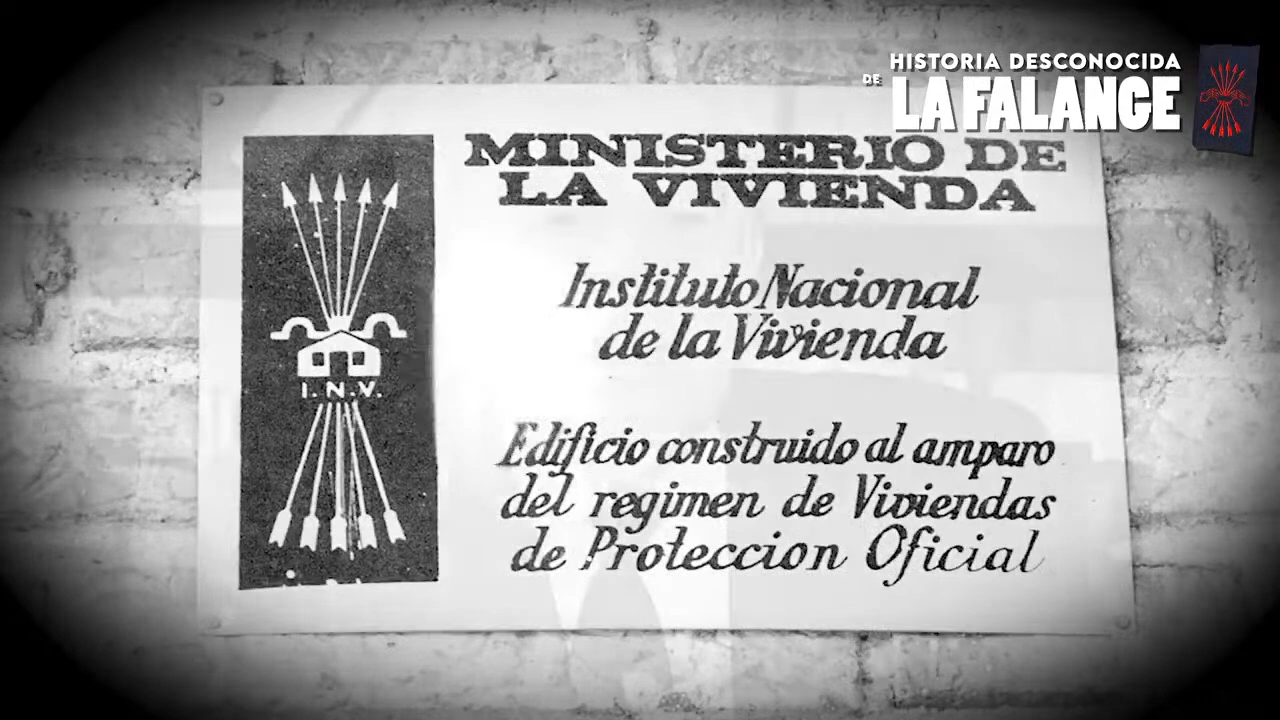 HISTORIA DESCONOCIDA
DE LA FALANGE
MINISTERIO DE
LA VIVIENDA
Instituto Nacional
de la Vivienda
I. N. V.
Edificio construido al amparo
del regimen de Viviendas
de Proteccion Oficial